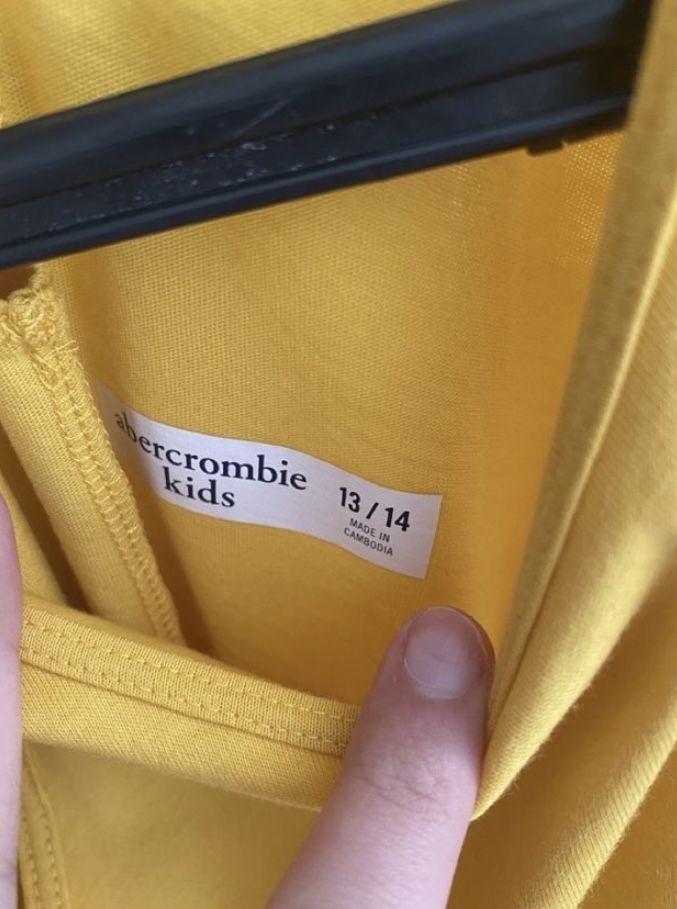 abercrombie
kids
13/14
MADE IN
CAMBODIA